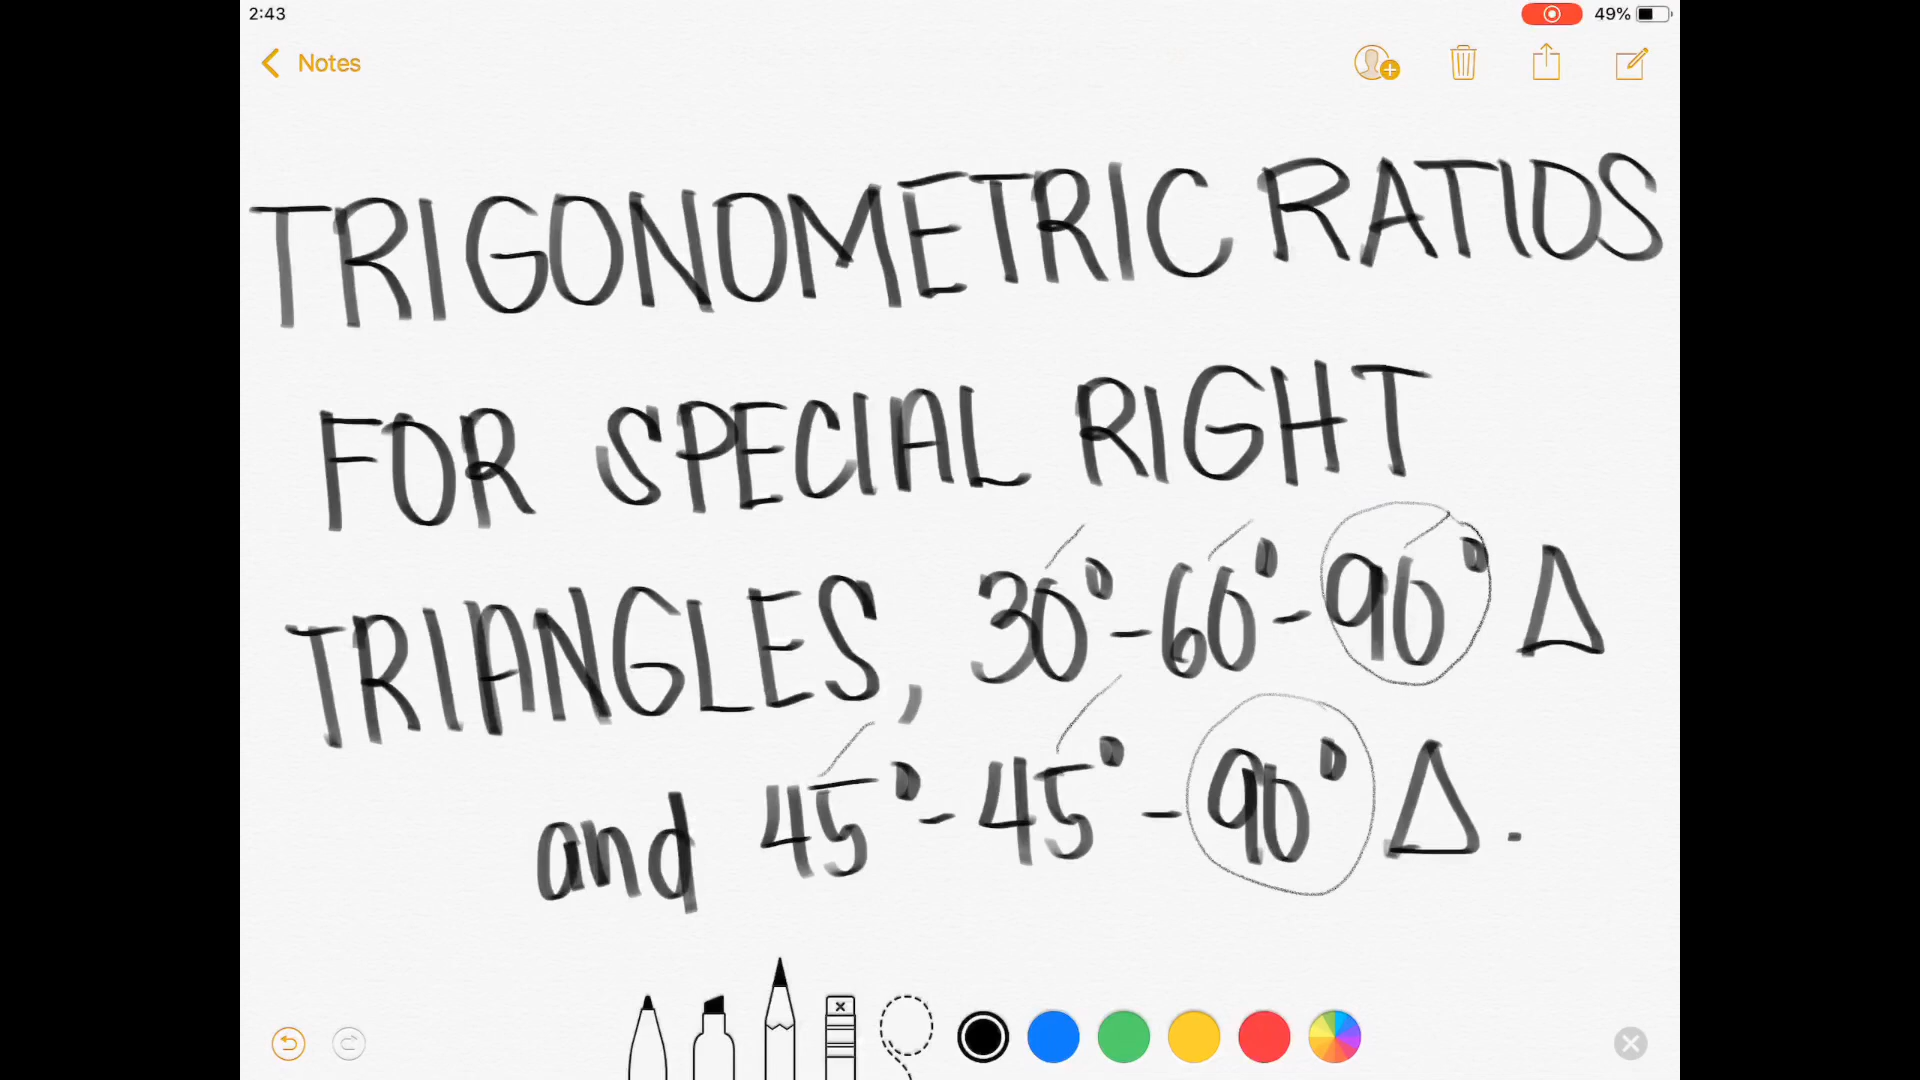 2:43
49%
Notes
TRIGONOMETRIC RATIOS
FOR SPECIAL RIGHT
TRIANGLES, 30°-60°-90° Δ
and 45°-45°-90° Δ.